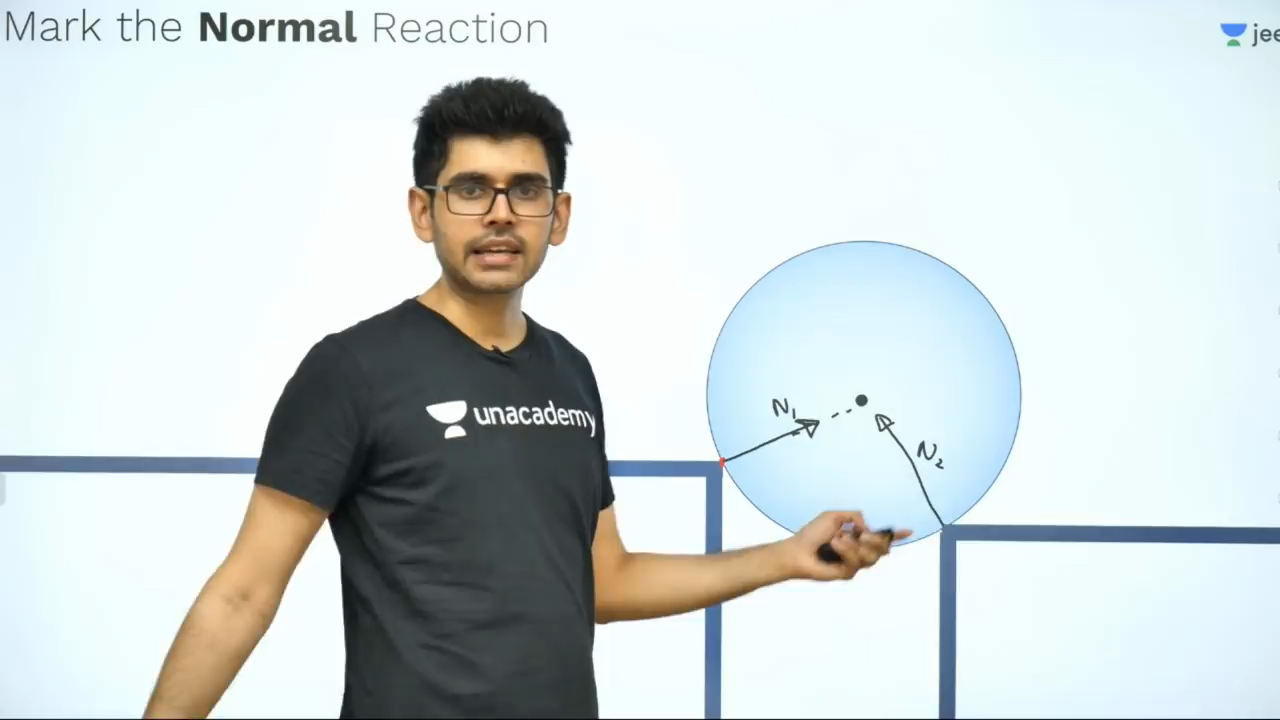 Mark the Normal Reaction
jee
unacademy
N₁
N₂